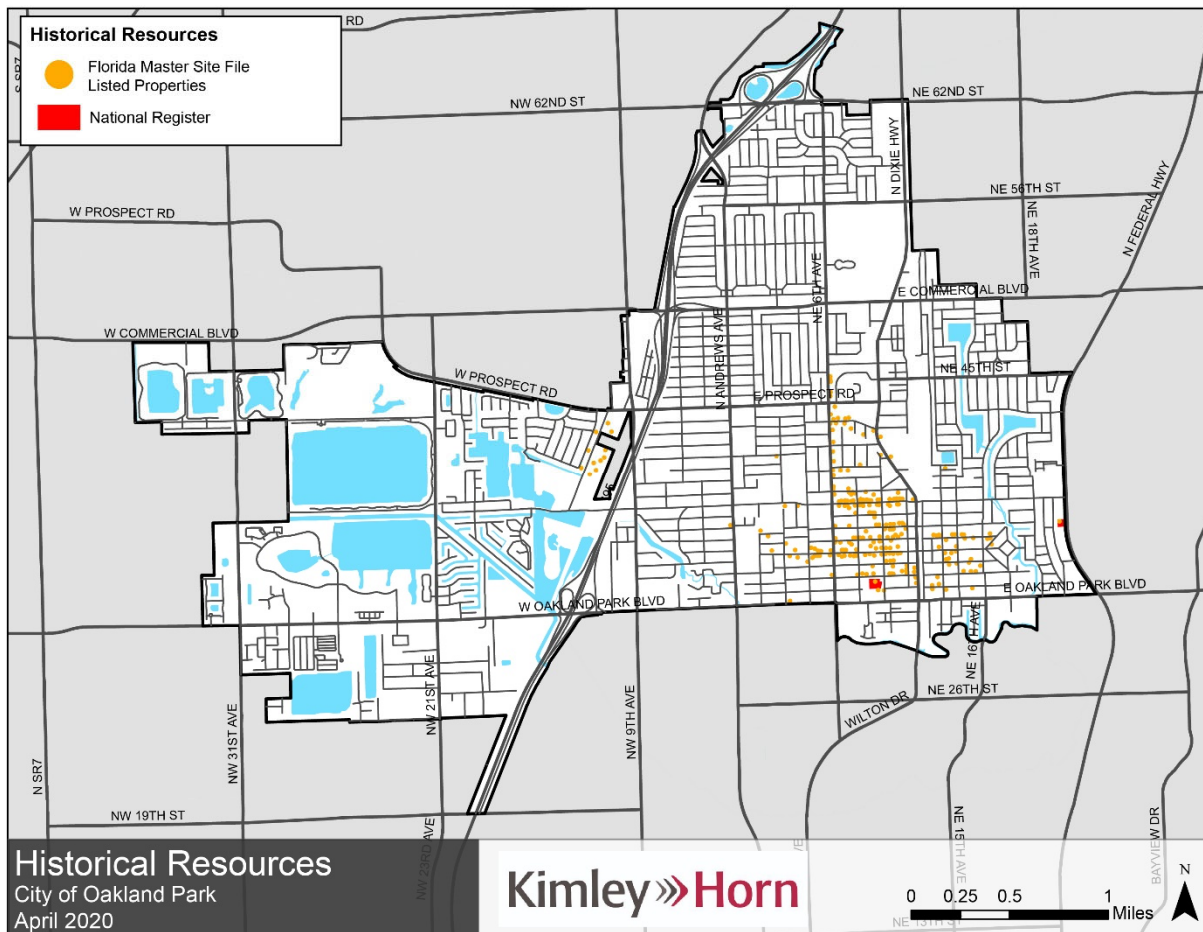 Historical Resources
Florida Master Site File
Listed Properties
National Register
RD
N SR7
NW 62ND ST
NE 62ND ST
N DIXIE HWY
NE 56TH ST
NE 18TH AVE
N FEDERAL HWY
W PROSPECT RD
N ANDREWS AVE
NE 6TH AVE
E COMMERCIAL BLVD
W COMMERCIAL BLVD
W PROSPECT RD
E PROSPECT RD
NE 45TH ST
W OAKLAND PARK BLVD
E OAKLAND PARK BLVD
NE 16TH AVE
NE 26TH ST
WILTON DR
NW 9TH AVE
NW 21ST AVE
NW 31ST AVE
N SR7
NW 19TH ST
NW 23RD AVE
NE 15TH AVE
BAYVIEW DR
NE 13TH ST
Historical Resources
City of Oakland Park
April 2020
Kimley Horn
N
0 0.25 0.5 1
Miles